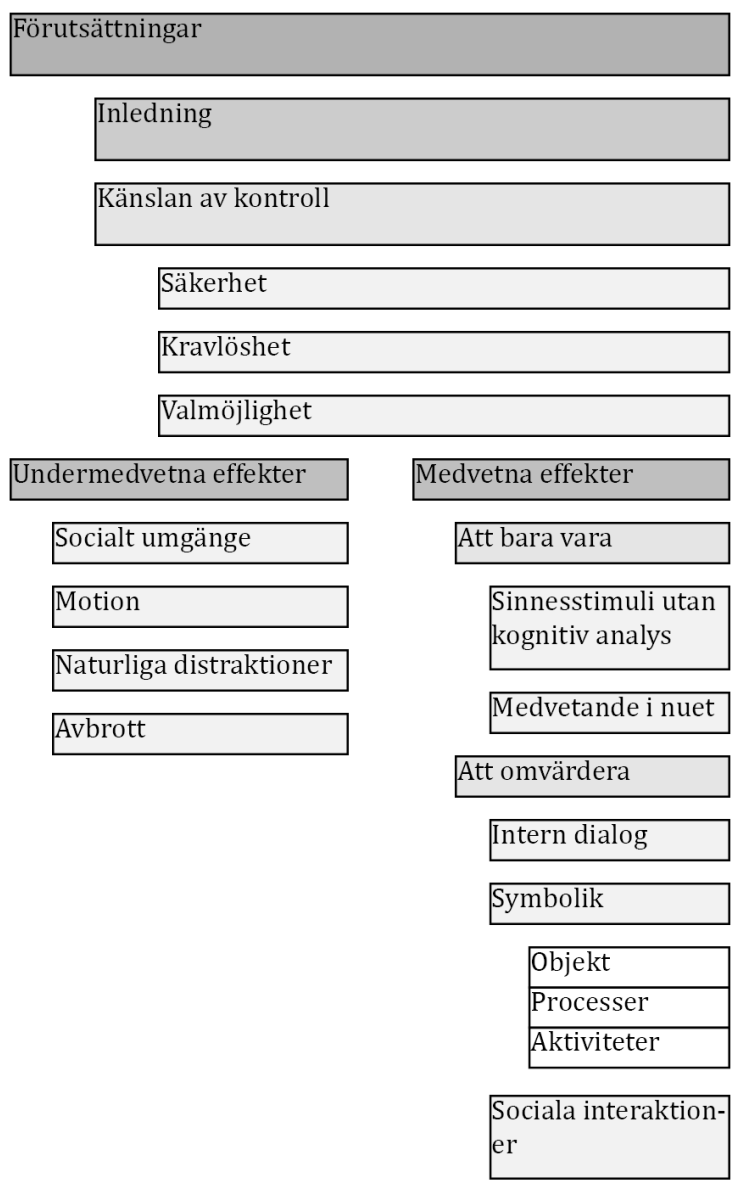 Förutsättningar
Inledning
Känslan av kontroll
Säkerhet
Kravlöshet
Valmöjlighet
Undermedvetna effekter
Socialt umgänge
Motion
Naturliga distraktioner
Avbrott
Medvetna effekter
Att bara vara
Sinnesstimuli utan
kognitiv analys
Medvetande i nuet
Att omvärdera
Intern dialog
Symbolik
Objekt
Processer
Aktiviteter
Sociala interaktion-
er